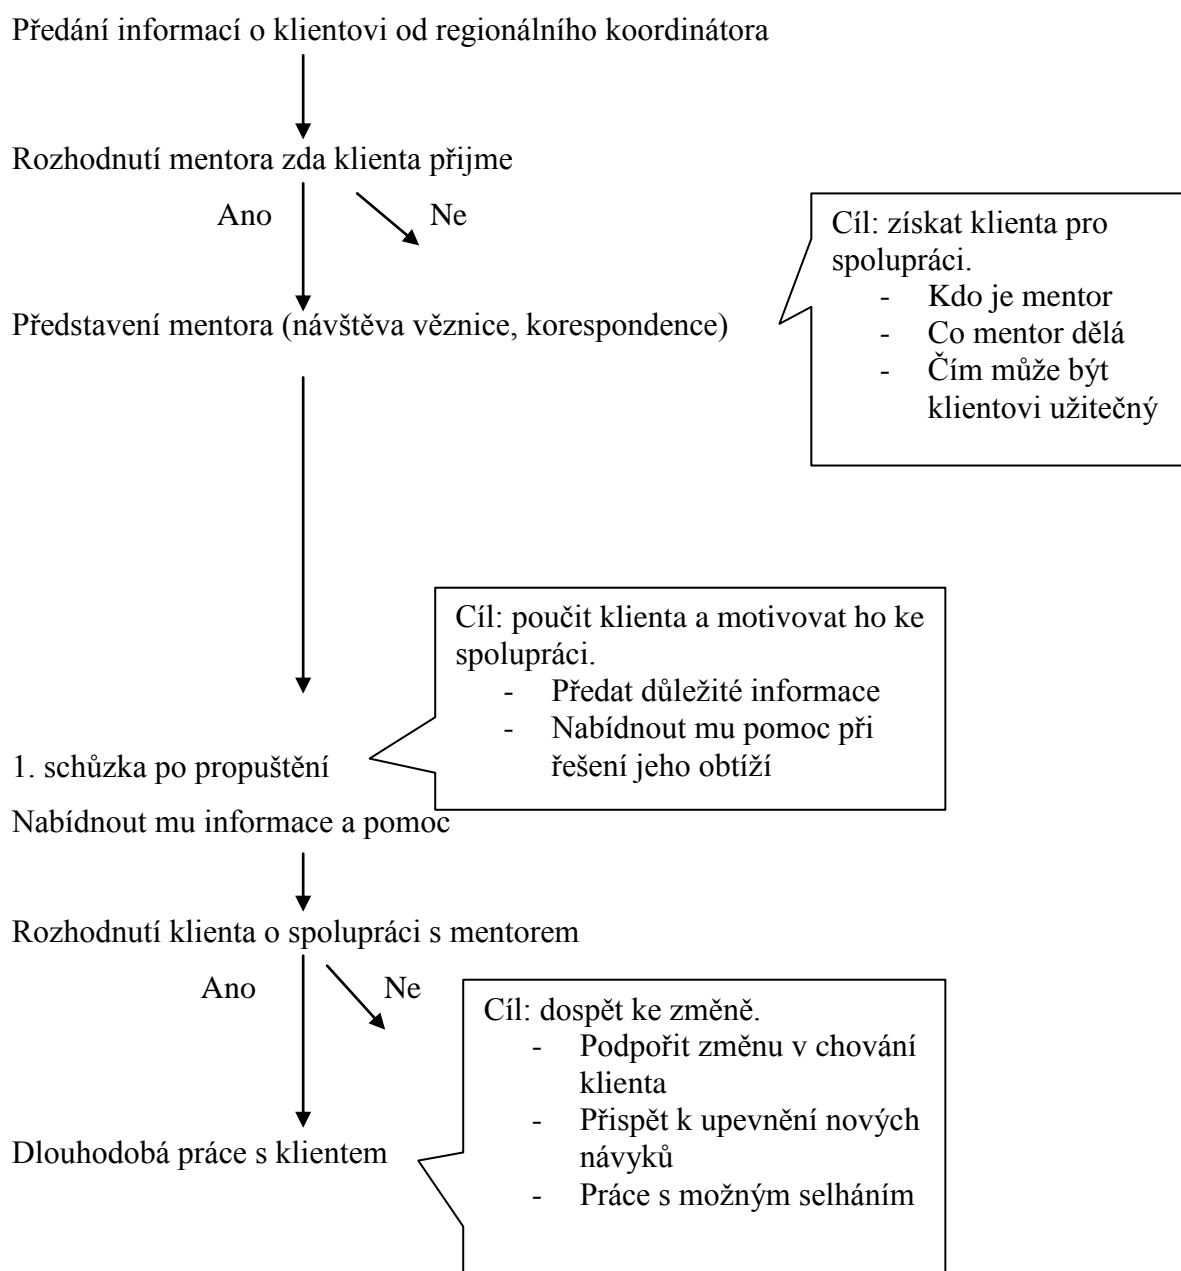 Předání informací o klientovi od regionálního koordinátora
Rozhodnutí mentora zda klienta přijme
Ano
Ne
Cíl: získat klienta pro
spolupráci.
- Kdo je mentor
- Co mentor dělá
- Čím může být
klientovi užitečný
Představení mentora (návštěva věznice, korespondence)
Cíl: poučit klienta a motivovat ho ke
spolupráci.
- Předat důležité informace
- Nabídnout mu pomoc při
řešení jeho obtíží
1. schůzka po propuštění
Nabídnout mu informace a pomoc
Rozhodnutí klienta o spolupráci s mentorem
Ano
Ne
Cíl: dospět ke změně.
- Podpořit změnu v chování
klienta
- Přispět k upevnění nových
návyků
- Práce s možným selháním
Dlouhodobá práce s klientem